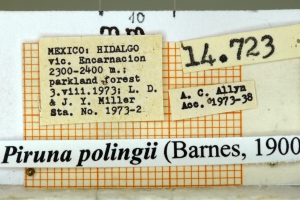 10
mm
MEXICO: HIDALGO
vic. Encarnacion
2300-2400 m.;
parkland forest
3.viii.1973; L. D.
& J. Y. Miller
Sta. No. 1973-2
14.723
A. C. Allyn
Acc. 1973-38
Piruna polingii (Barnes, 1900